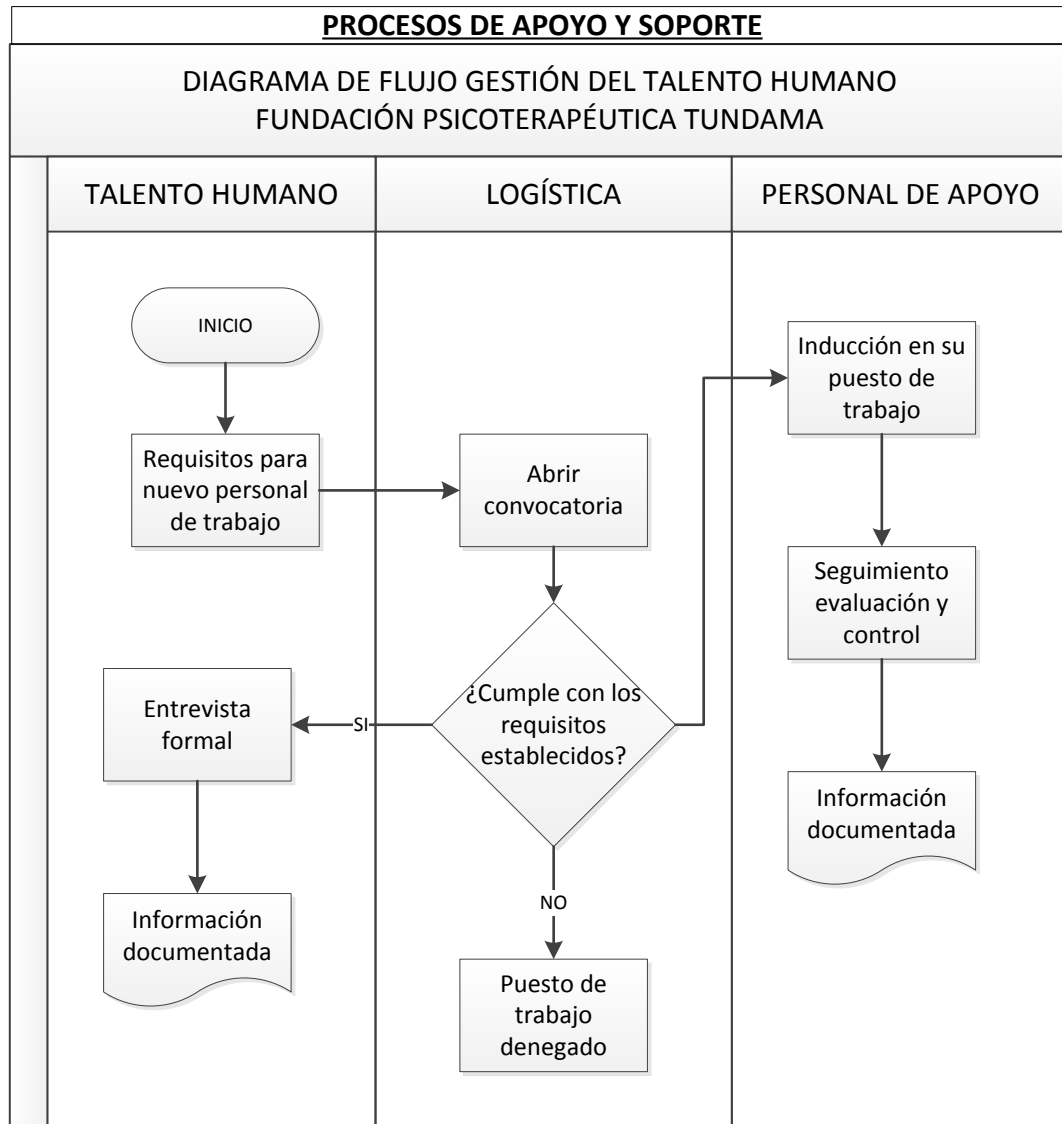 PROCESOS DE APOYO Y SOPORTE
DIAGRAMA DE FLUJO GESTIÓN DEL TALENTO HUMANO
FUNDACIÓN PSICOTERAPÉUTICA TUNDAMA
TALENTO HUMANO
LOGÍSTICA
PERSONAL DE APOYO
INICIO
Requisitos para
nuevo personal
de trabajo
Abrir
convocatoria
¿Cumple con los
requisitos
establecidos?
SI
Entrevista
formal
Información
documentada
NO
Puesto de
trabajo
denegado
Inducción en su
puesto de
trabajo
Seguimiento
evaluación y
control
Información
documentada